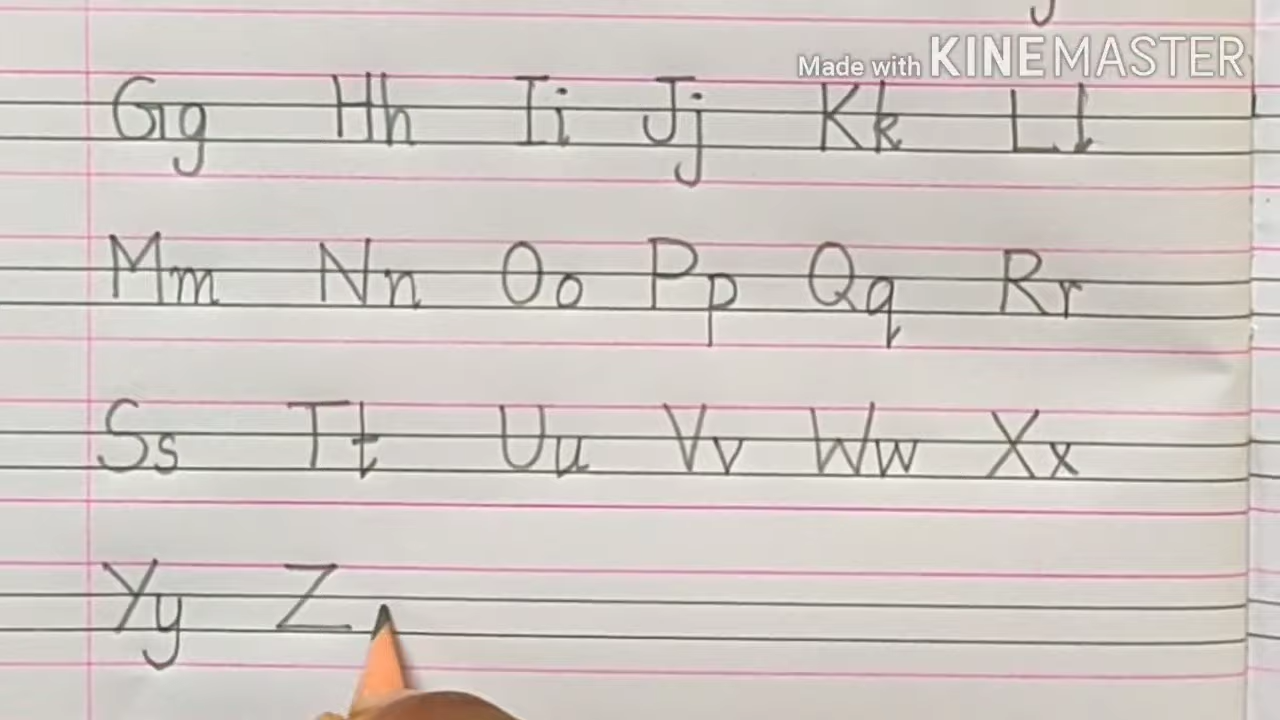 Made with KINEMASTER
Gg Hh Ii Jj Kk Ll
Mm Nn Oo Pp Qq Rr
Ss Tt Uu Vv Ww Xx
Yy Z